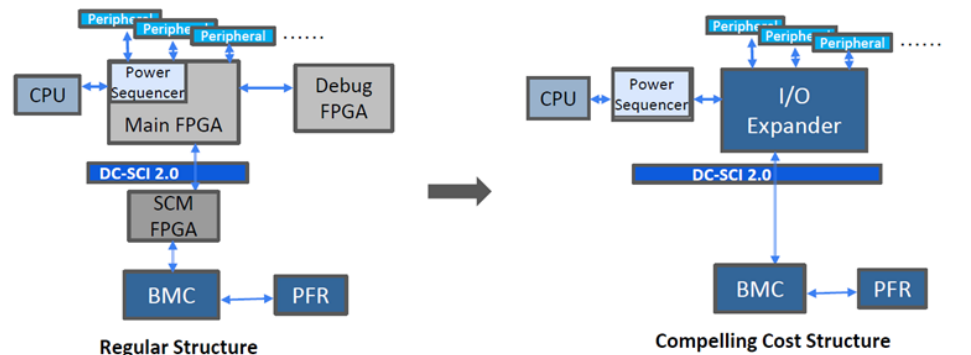 Peripheral
Peripheral
Peripheral
......
Power
Sequencer
CPU
Main FPGA
Debug
FPGA
DC-SCI 2.0
SCM
FPGA
BMC
PFR
Regular Structure
Peripheral
Peripheral
Peripheral
......
CPU
Power
Sequencer
I/O
Expander
DC-SCI 2.0
BMC
PFR
Compelling Cost Structure